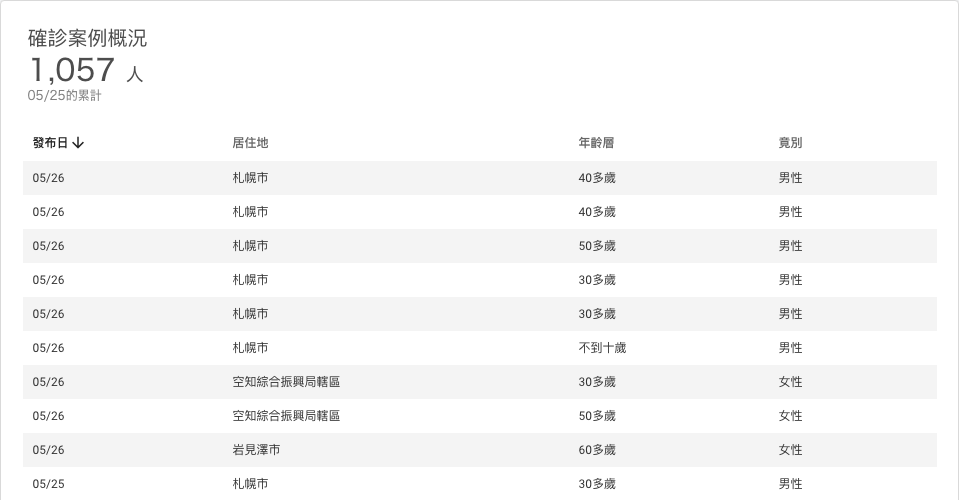 確診案例概況
1,057 人
05/25的累計
發布日↓ 居住地 年齡層 竟別
05/26 札幌市 40多歲 男性
05/26 札幌市 40多歲 男性
05/26 札幌市 50多歲 男性
05/26 札幌市 30多歲 男性
05/26 札幌市 30多歲 男性
05/26 札幌市 不到十歲 男性
05/26 空知綜合振興局轄區 30多歲 女性
05/26 空知綜合振興局轄區 50多歲 女性
05/26 岩見澤市 60多歲 女性
05/25 札幌市 30多歲 男性